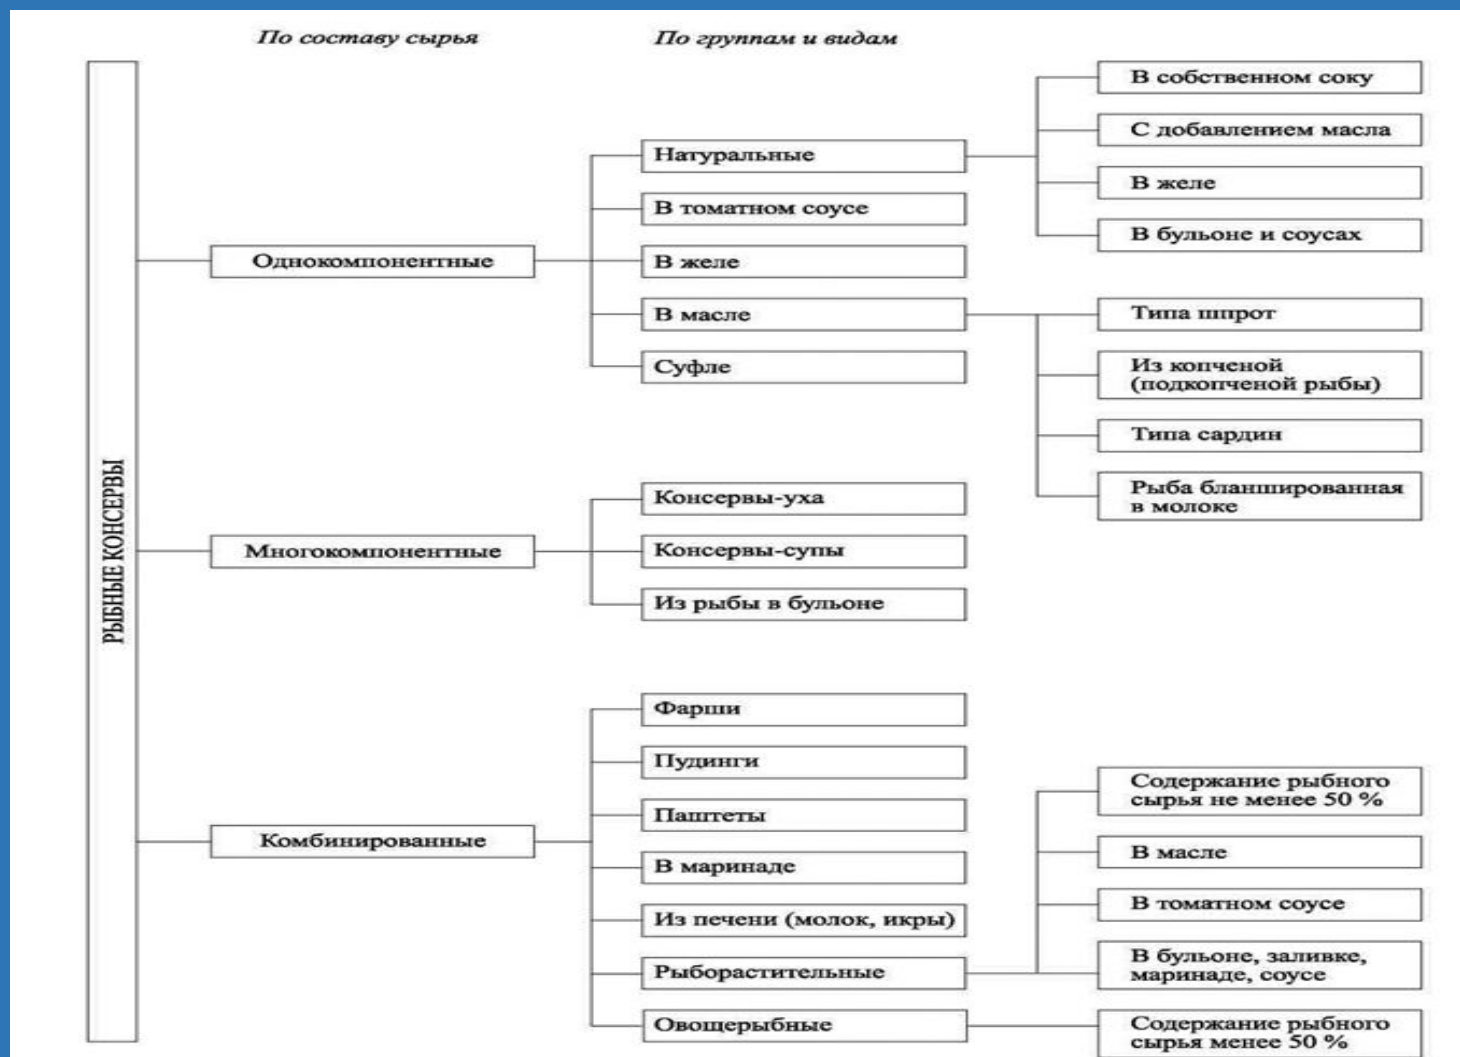 По составу сырья
По группам и видам
РЫБНЫЕ КОНСЕРВЫ
Однокомпонентные
Натуральные
В собственном соку
С добавлением масла
В желе
В бульоне и соусах
В томатном соусе
В желе
В масле
Типа шпрот
Из копченой
(подкопченой рыбы)
Типа сардин
Рыба бланшированная
в молоке
Суфле
Многокомпонентные
Консервы-уха
Консервы-супы
Из рыбы в бульоне
Комбинированные
Фарши
Пудинги
Паштеты
В маринаде
Из печени (молок, икры)
Рыборастительные
Содержание рыбного
сырья не менее 50 %
В масле
В томатном соусе
В бульоне, заливке,
маринаде, соусе
Овощерыбные
Содержание рыбного
сырья менее 50 %